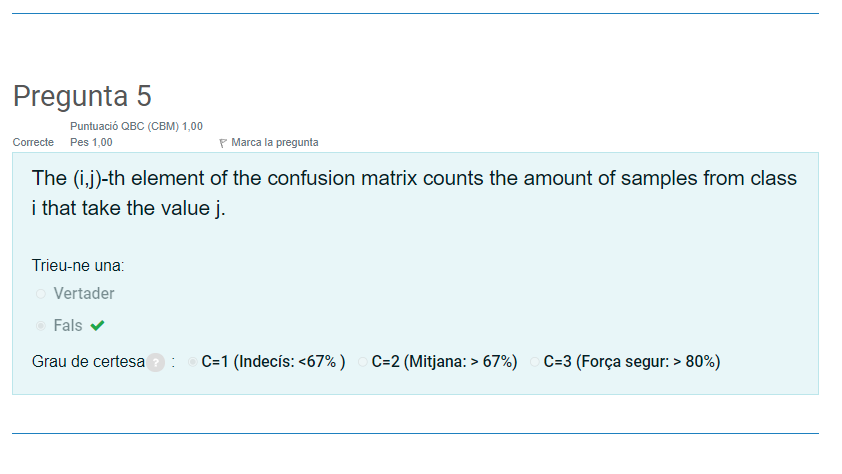 Pregunta 5
Puntuació QBC (CBM) 1,00
Correcte Pes 1,00 Marca la pregunta
The (i,j)-th element of the confusion matrix counts the amount of samples from class
i that take the value j.
Trieu-ne una:
Vertader
Fals
Grau de certesa ? : C=1 (Indecís: <67% ) C=2 (Mitjana: > 67%) C=3 (Força segur: > 80%)